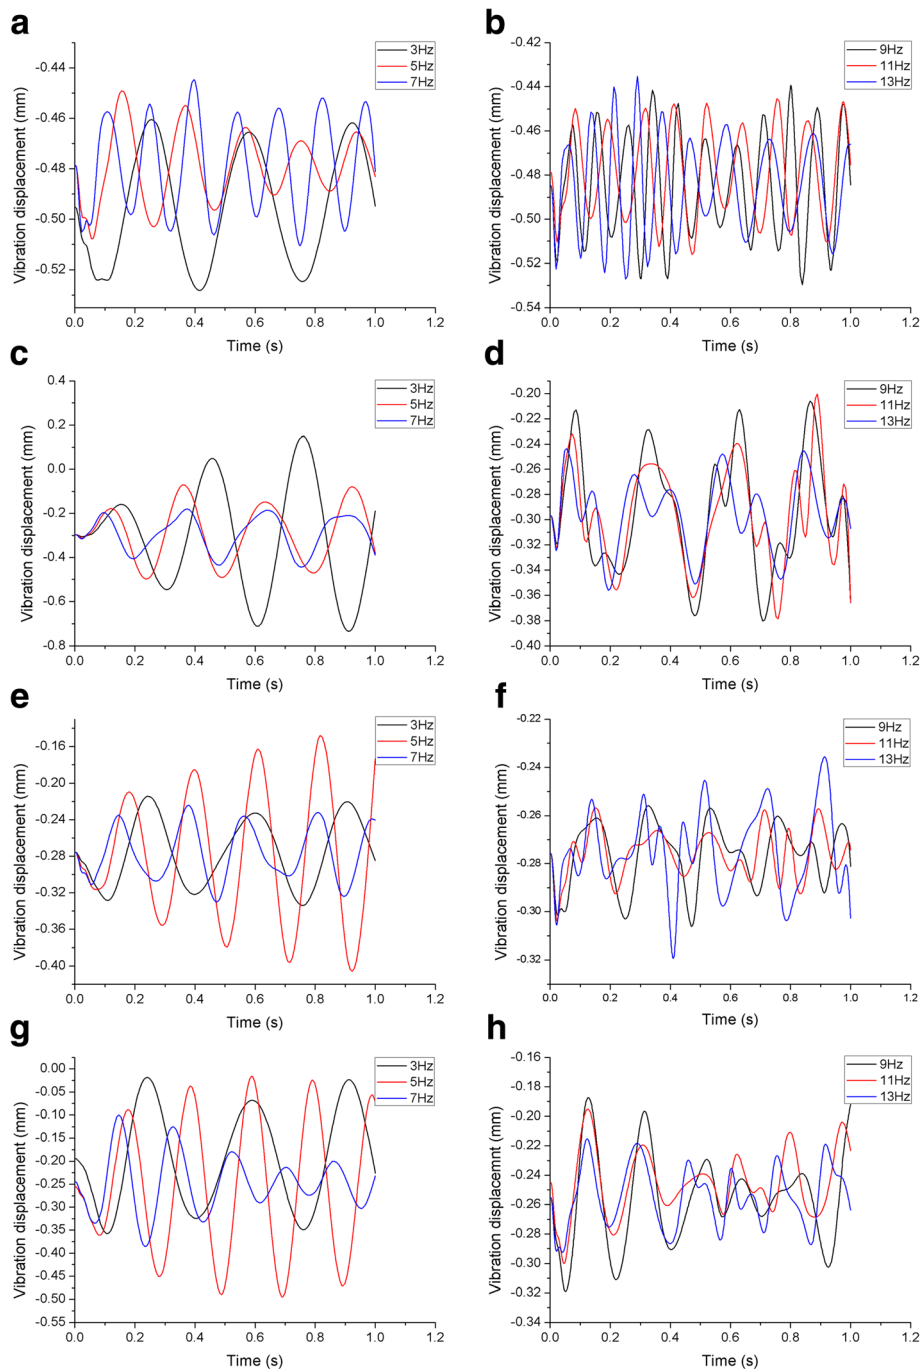 a
3Hz
5Hz
7Hz
Vibration displacement (mm)
-0.44
-0.46
-0.48
-0.50
-0.52
0.0 0.2 0.4 0.6 0.8 1.0 1.2
Time (s)
b
9Hz
11Hz
13Hz
Vibration displacement (mm)
-0.42
-0.44
-0.46
-0.48
-0.50
-0.52
-0.54
0.0 0.2 0.4 0.6 0.8 1.0 1.2
Time (s)
c
3Hz
5Hz
7Hz
Vibration displacement (mm)
0.4
0.2
0.0
-0.2
-0.4
-0.6
-0.8
0.0 0.2 0.4 0.6 0.8 1.0 1.2
Time (s)
d
9Hz
11Hz
13Hz
Vibration displacement (mm)
-0.20
-0.24
-0.28
-0.32
-0.36
-0.40
0.0 0.2 0.4 0.6 0.8 1.0 1.2
Time (s)
e
3Hz
5Hz
7Hz
Vibration displacement (mm)
-0.16
-0.20
-0.24
-0.28
-0.32
-0.36
-0.40
0.0 0.2 0.4 0.6 0.8 1.0 1.2
Time (s)
f
9Hz
11Hz
13Hz
Vibration displacement (mm)
-0.22
-0.24
-0.26
-0.28
-0.30
-0.32
0.0 0.2 0.4 0.6 0.8 1.0 1.2
Time (s)
g
3Hz
5Hz
7Hz
Vibration displacement (mm)
0.00
-0.05
-0.10
-0.15
-0.20
-0.25
-0.30
-0.35
-0.40
-0.45
-0.50
-0.55
0.0 0.2 0.4 0.6 0.8 1.0 1.2
Time (s)
h
9Hz
11Hz
13Hz
Vibration displacemnt (mm)
-0.16
-0.18
-0.20
-0.22
-0.24
-0.26
-0.28
-0.30
-0.32
-0.34
0.0 0.2 0.4 0.6 0.8 1.0 1.2
Time (s)